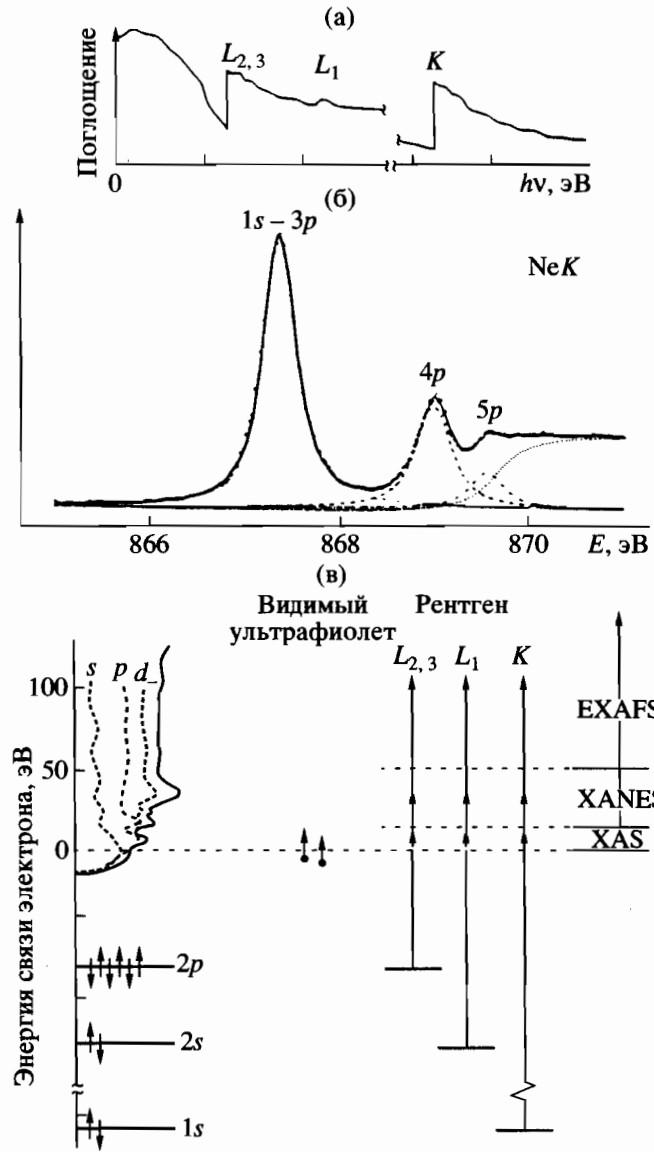 (а)
Поглощение
L2, 3
L1
K
0
hν, эВ
(б)
1s – 3p
NeK
4p
5p
866
868
870
E, эВ
(в)
Видимый
ультрафиолет
Рентген
s
p
d
L2, 3
L1
K
100
50
0
EXAFS
XANES
XAS
Энергия связи электрона, эВ
2p
2s
1s